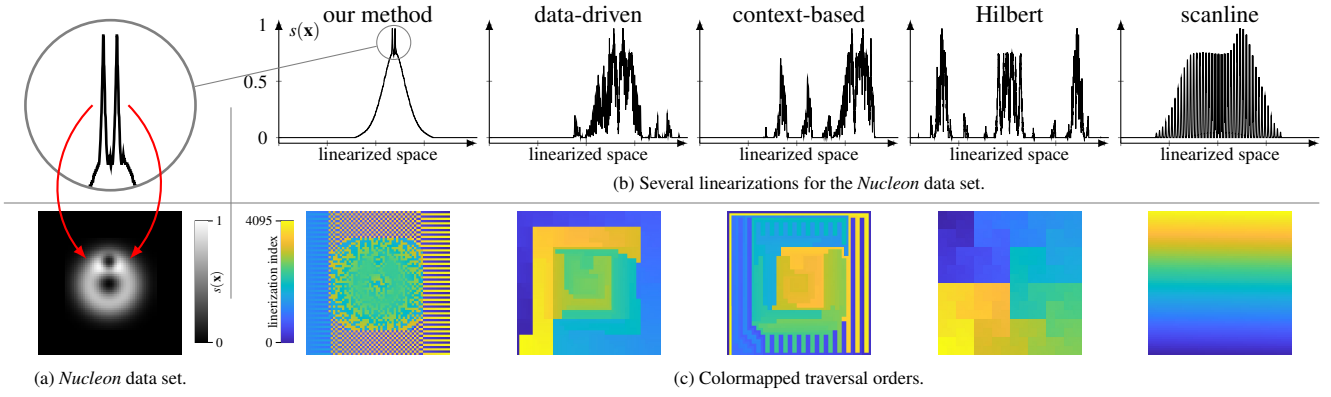 our method
data-driven
context-based
Hilbert
scanline
1
0.5
0
s(x)
linearized space
linearized space
linearized space
linearized space
linearized space
(b) Several linearizations for the Nucleon data set.
1
0
s(x)
4095
0
linerization index
(a) Nucleon data set.
(c) Colormapped traversal orders.